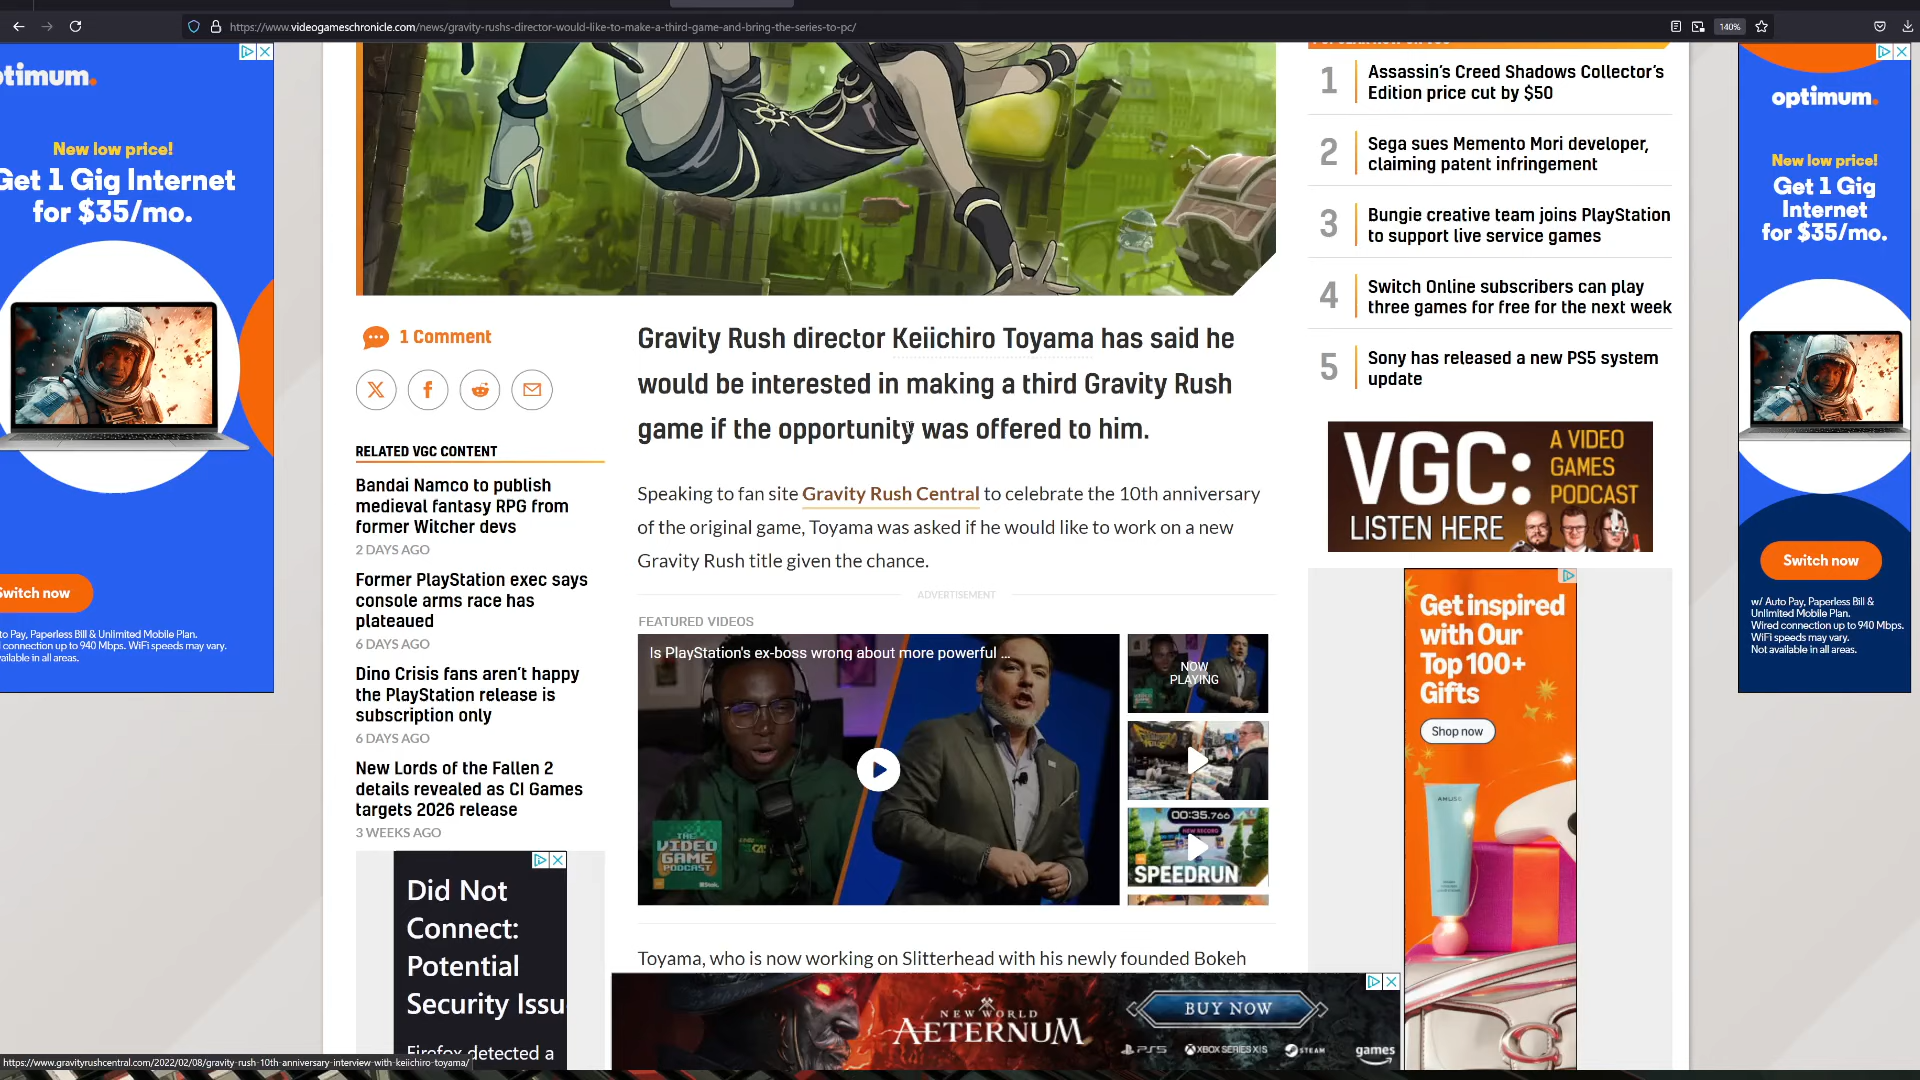 https://www.videogameschronicle.com/news/gravity-rushs-director-would-like-to-make-a-third-game-and-bring-the-series-to-pc/
140%
optimum.
New low price!
Get 1 Gig Internet
for $35/mo.
Switch now
to Pay, Paperless Bill & Unlimited Mobile Plan.
connection up to 940 Mbps. WiFi speeds may vary.
vailable in all areas.
1 Comment
RELATED VGC CONTENT
Bandai Namco to publish
medieval fantasy RPG from
former Witcher devs
2 DAYS AGO
Former PlayStation exec says
console arms race has
plateaued
6 DAYS AGO
Dino Crisis fans aren't happy
the PlayStation release is
subscription only
6 DAYS AGO
New Lords of the Fallen 2
details revealed as CI Games
targets 2026 release
3 WEEKS AGO
Did Not
Connect:
Potential
Security Issu
Firefox detected a
Gravity Rush director Keiichiro Toyama has said he
would be interested in making a third Gravity Rush
game if the opportunity was offered to him.
Speaking to fan site Gravity Rush Central to celebrate the 10th anniversary
of the original game, Toyama was asked if he would like to work on a new
Gravity Rush title given the chance.
ADVERTISEMENT
FEATURED VIDEOS
Is PlayStation's ex-boss wrong about more powerful ...
THE
VIDEO
GAME
PODCAST
NOW
PLAYING
00:35.766
NEW RECORD
SPEEDRUN
Toyama, who is now working on Slitterhead with his newly founded Bokeh
NEW WORLD
AETERNUM
BUY NOW
PS5
XBOX SERIES X|S
STEAM
games
1
Assassin's Creed Shadows Collector's
Edition price cut by $50
2
Sega sues Memento Mori developer,
claiming patent infringement
3
Bungie creative team joins PlayStation
to support live service games
4
Switch Online subscribers can play
three games for free for the next week
5
Sony has released a new PS5 system
update
VGC:
A VIDEO
GAMES
PODCAST
LISTEN HERE
Get inspired
with Our
Top 100+
Gifts
Shop now
optimum.
New low price!
Get 1 Gig
Internet
for $35/mo.
Switch now
w/ Auto Pay, Paperless Bill &
Unlimited Mobile Plan.
Wired connection up to 940 Mbps.
WiFi speeds may vary.
Not available in all areas.
https://www.gravityrushcentral.com/2022/02/08/gravity-rush-10th-anniversary-interview-with-keiichiro-toyama/